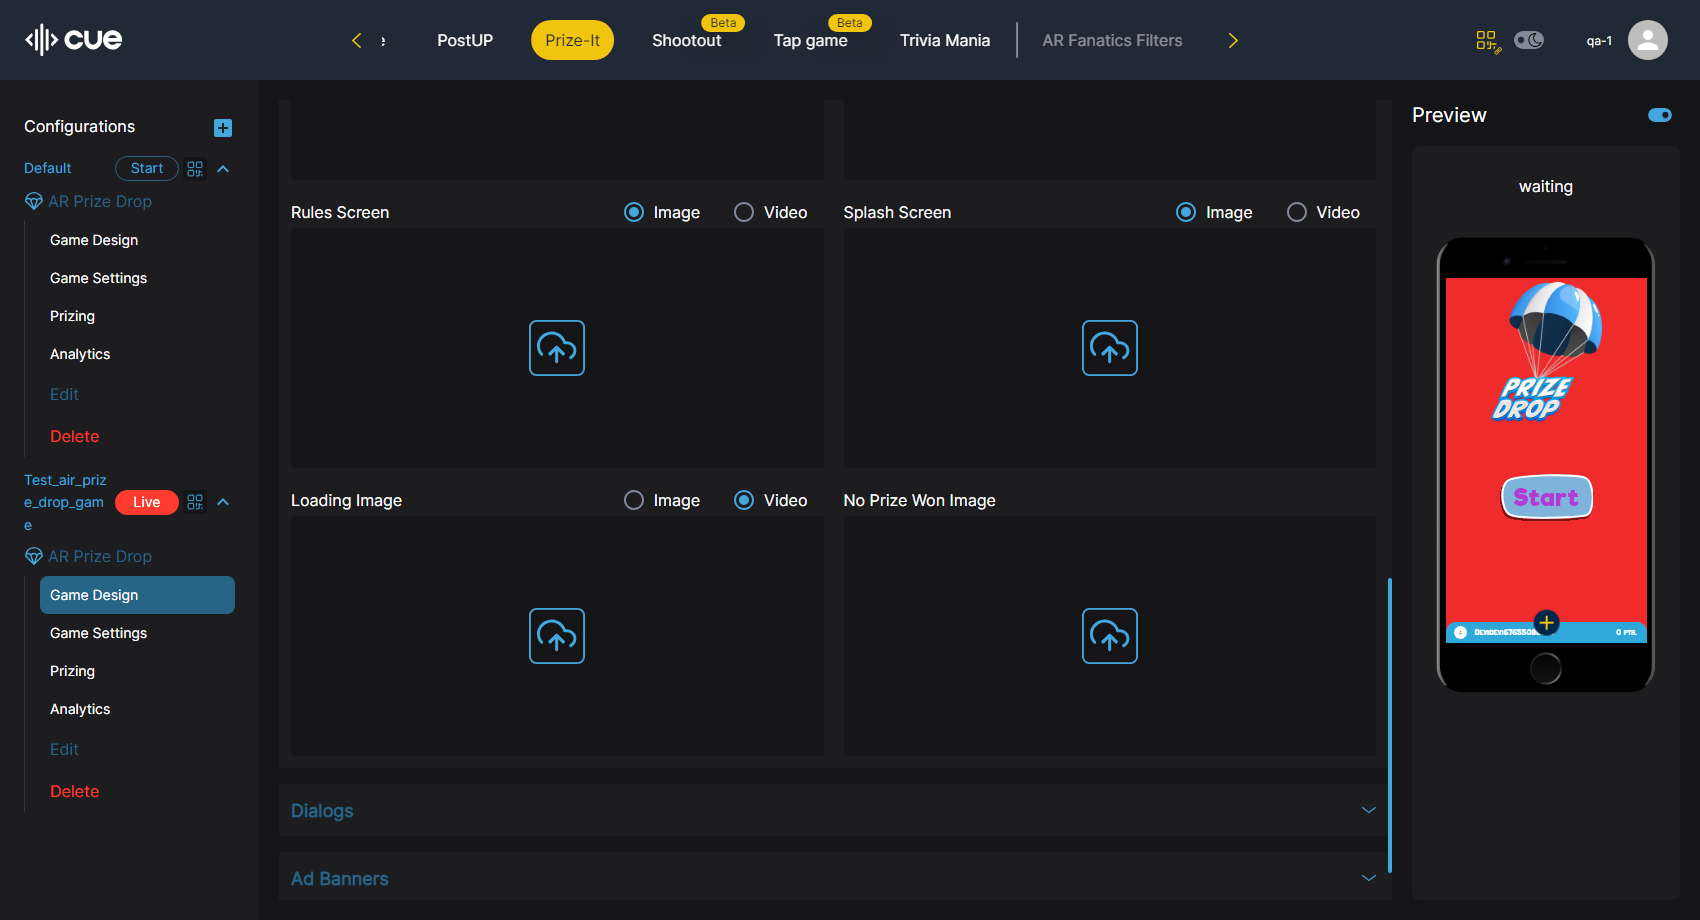 cue
PostUP
Prize-It
Shootout
Beta
Tap game
Beta
Trivia Mania
AR Fanatics Filters
qa-1
Configurations
Default
Start
AR Prize Drop
Game Design
Game Settings
Prizing
Analytics
Edit
Delete
Test_air_priz
e_drop_gam
e
Live
AR Prize Drop
Game Design
Game Settings
Prizing
Analytics
Edit
Delete
Rules Screen
Image
Video
Splash Screen
Image
Video
Loading Image
Image
Video
No Prize Won Image
Dialogs
Ad Banners
Preview
waiting
PRIZE
DROP
Start
0 PTS.